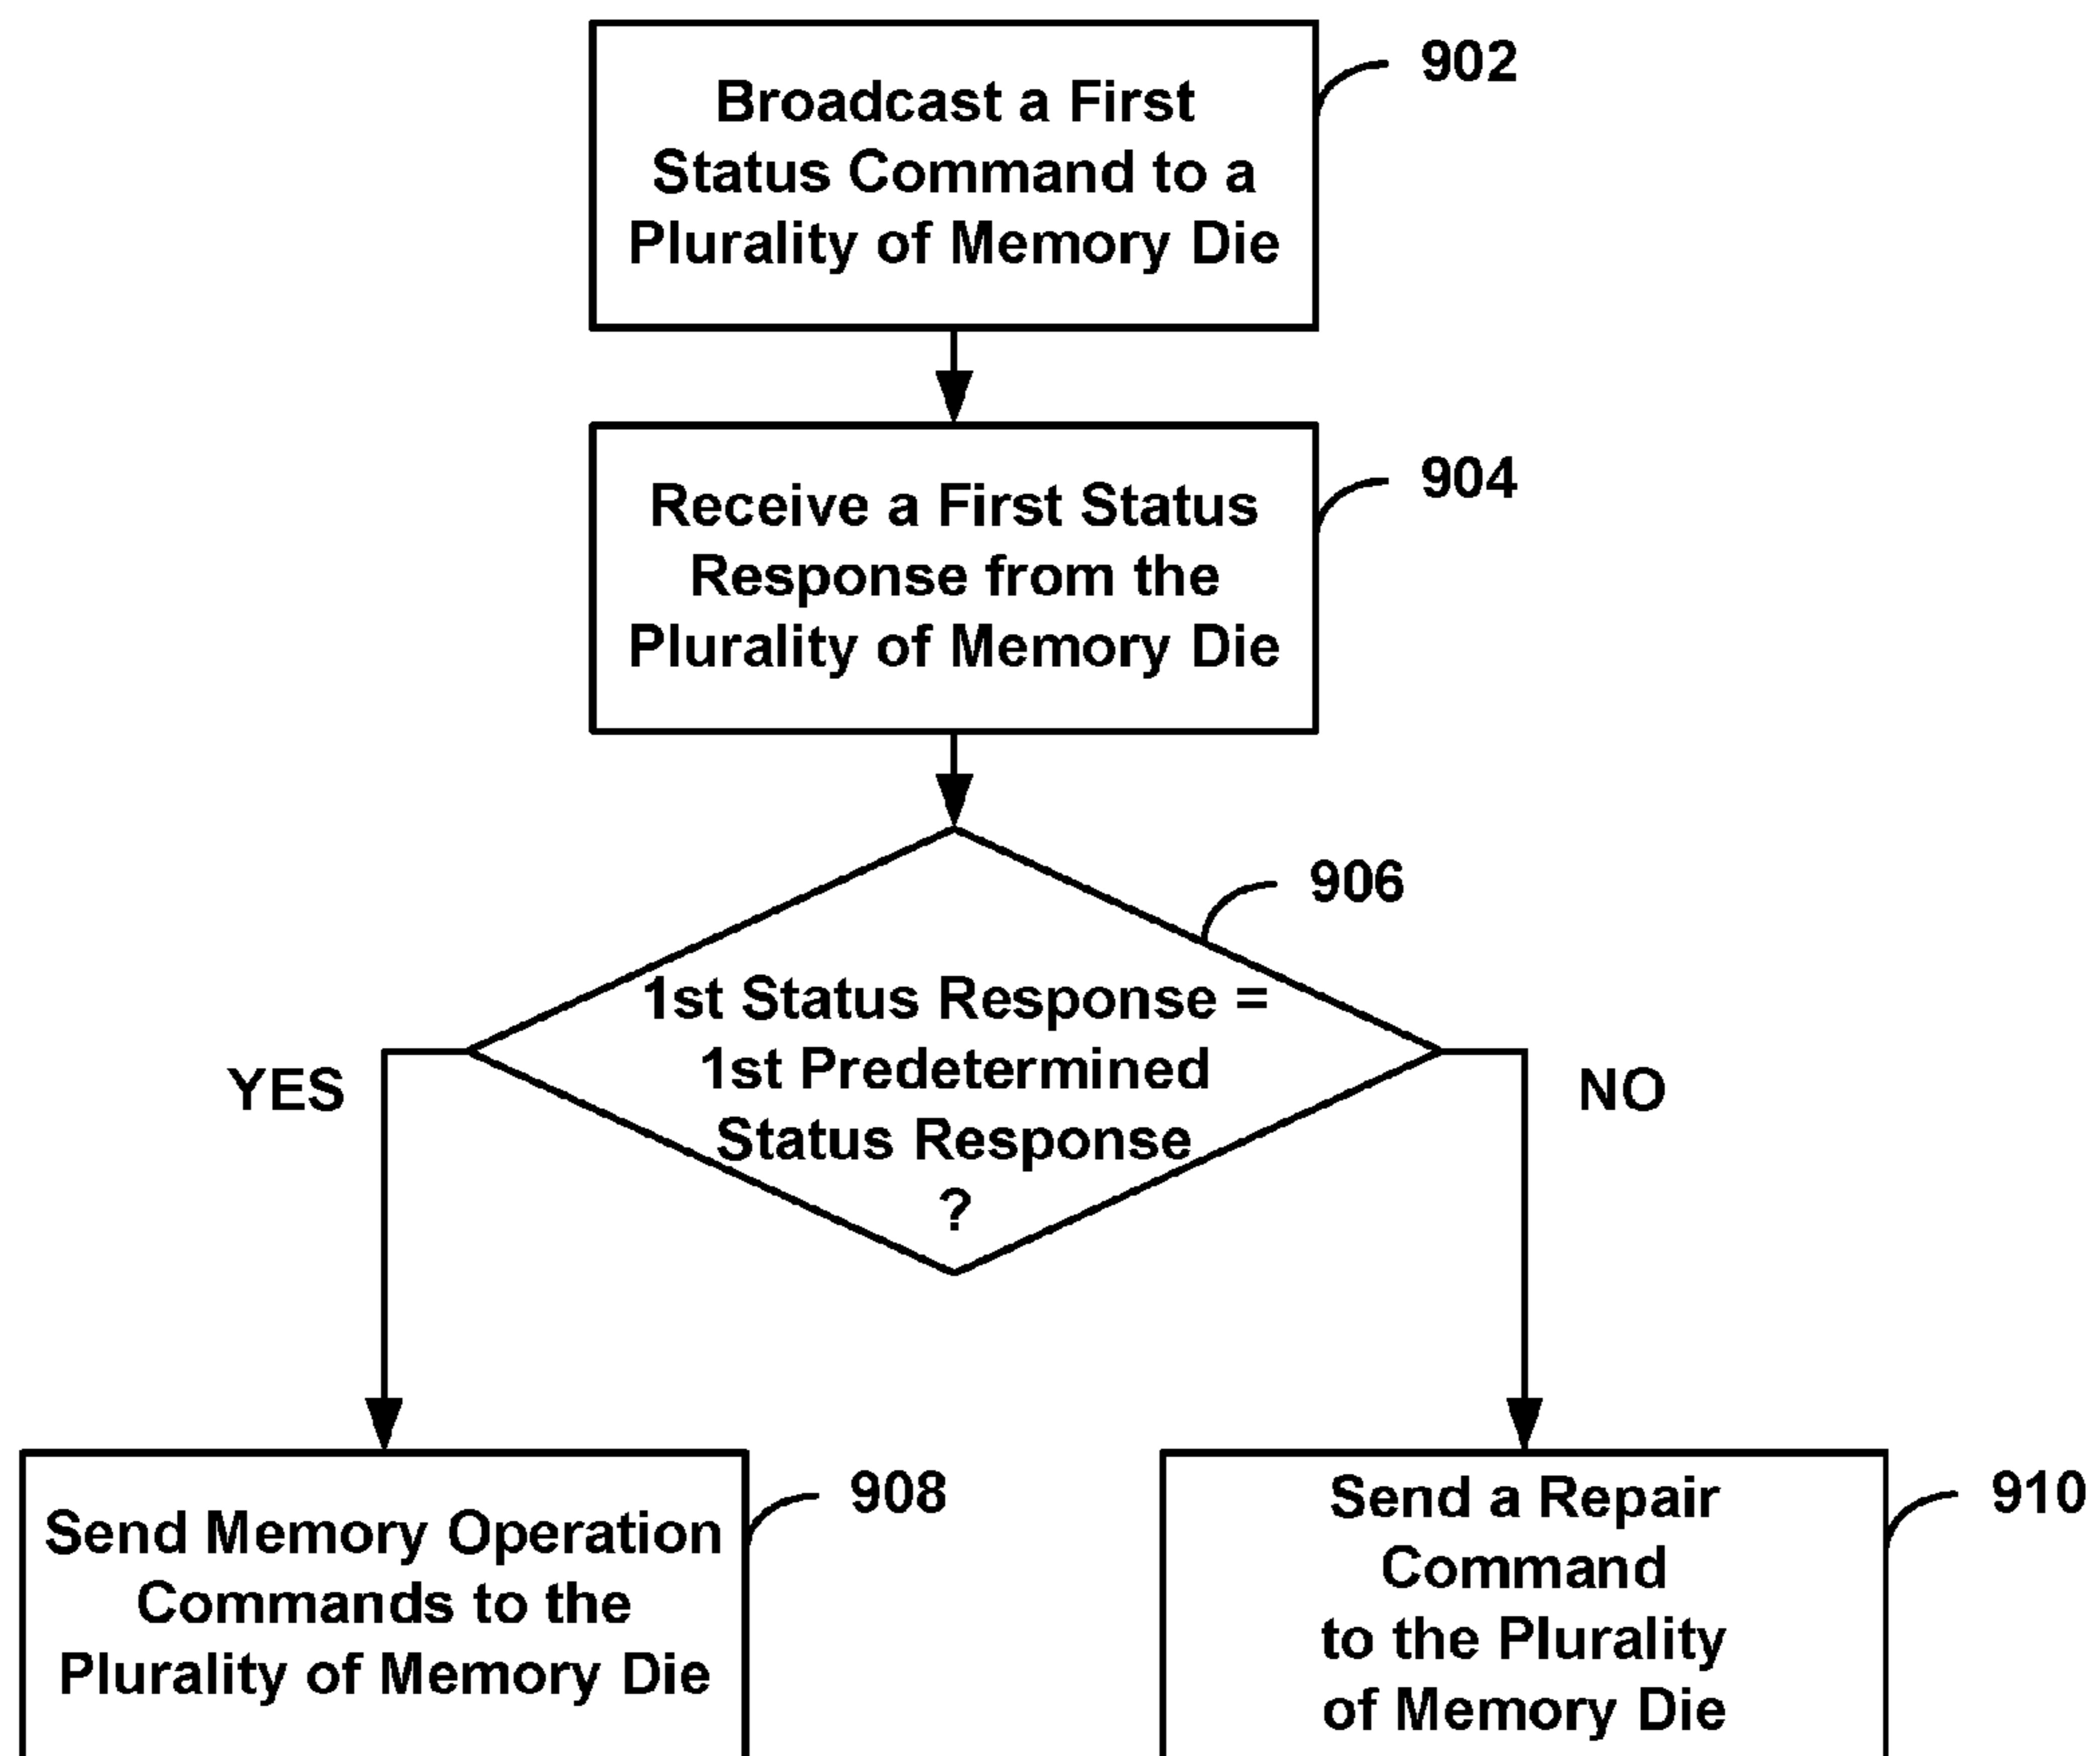 Broadcast a First
Status Command to a
Plurality of Memory Die
902
Receive a First Status
Response from the
Plurality of Memory Die
904
906
1st Status Response =
1st Predetermined
Status Response
?
YES
NO
Send Memory Operation
Commands to the
Plurality of Memory Die
908
Send a Repair
Command
to the Plurality
of Memory Die
910